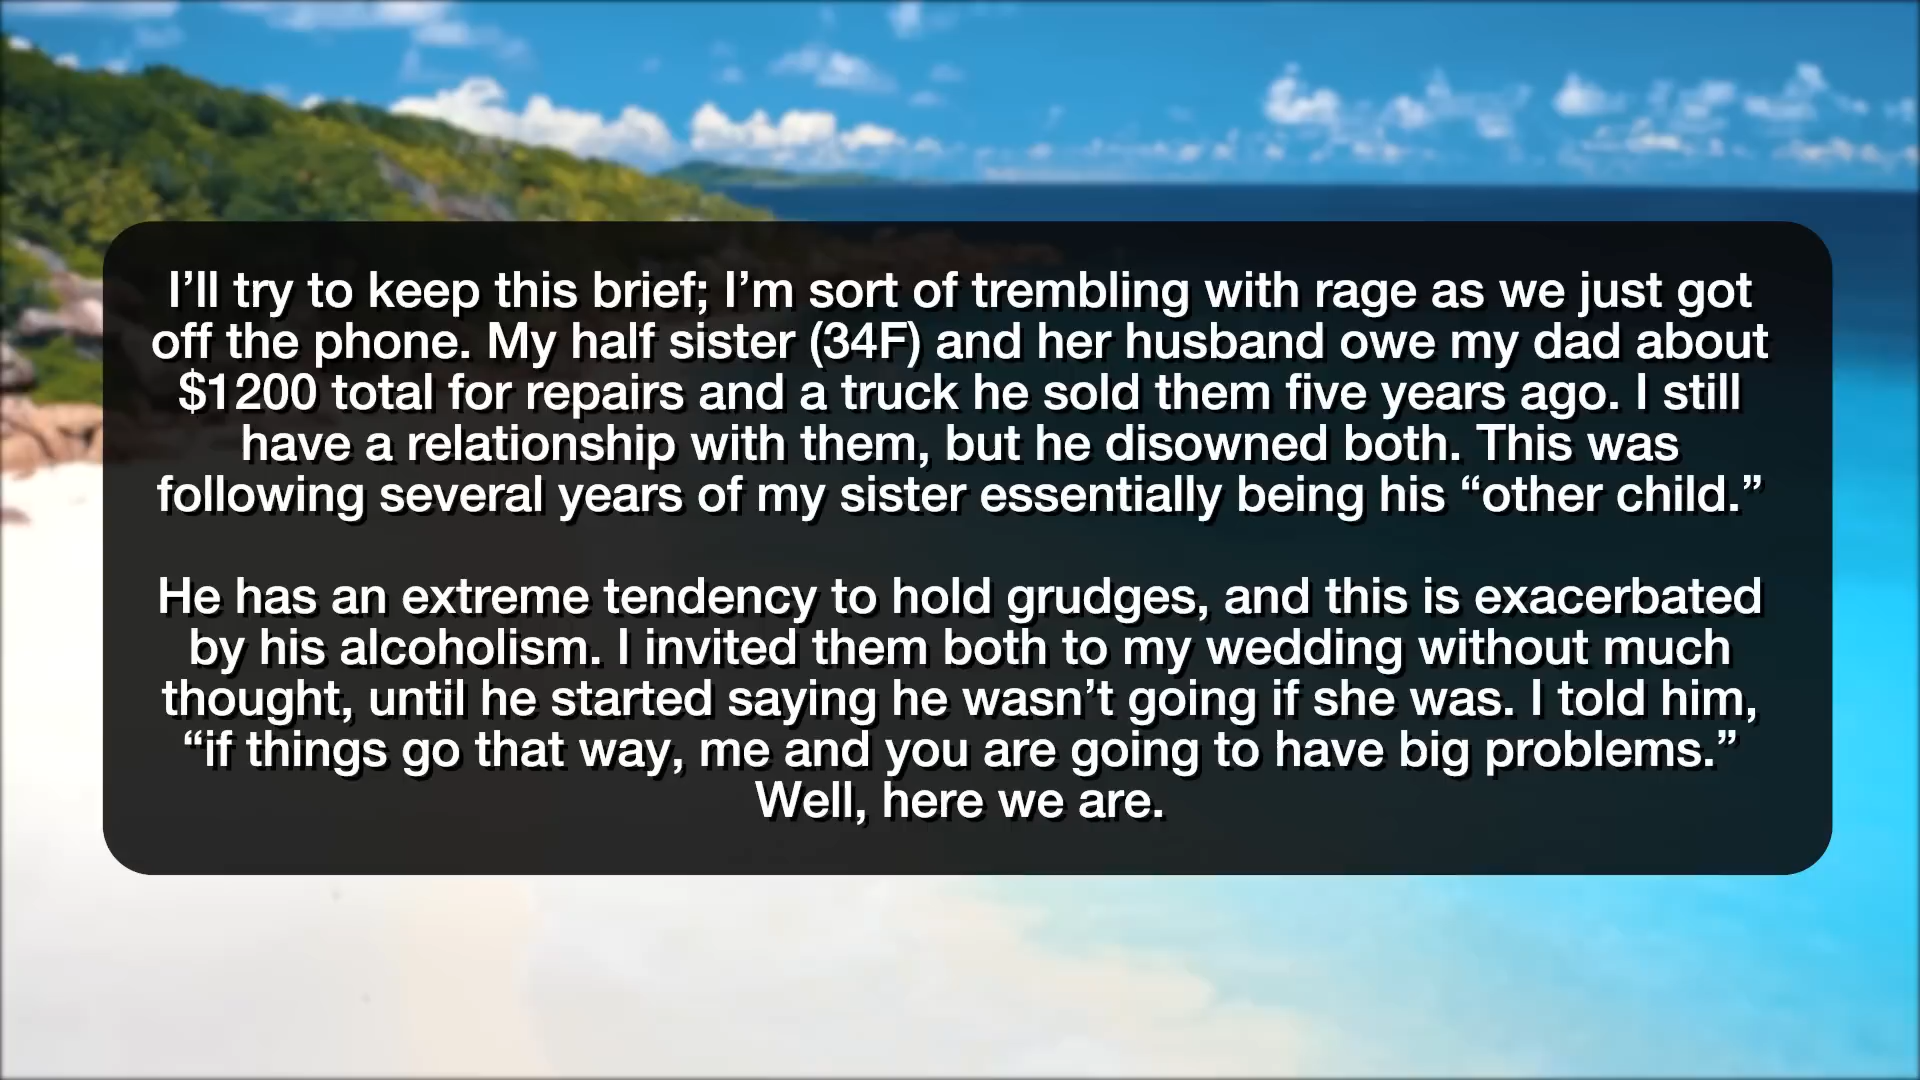 I’ll try to keep this brief; I’m sort of trembling with rage as we just got
off the phone. My half sister (34F) and her husband owe my dad about
$1200 total for repairs and a truck he sold them five years ago. I still
have a relationship with them, but he disowned both. This was
following several years of my sister essentially being his “other child.”
He has an extreme tendency to hold grudges, and this is exacerbated
by his alcoholism. I invited them both to my wedding without much
thought, until he started saying he wasn’t going if she was. I told him,
“if things go that way, me and you are going to have big problems.”
Well, here we are.